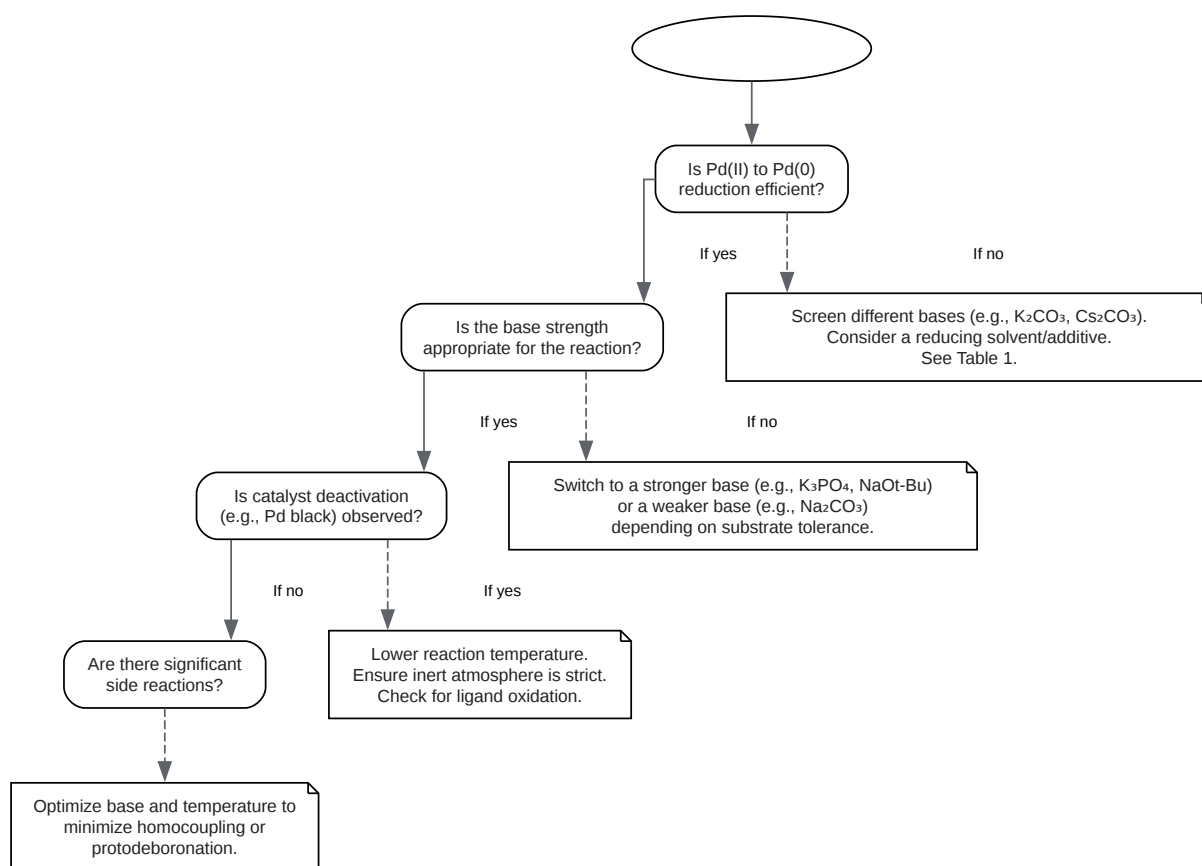 Is Pd(II) to Pd(0)
reduction efficient?
If yes
If no
Screen different bases (e.g., K₂CO₃, Cs₂CO₃).
Consider a reducing solvent/additive.
See Table 1.
Is the base strength
appropriate for the reaction?
If yes
If no
Switch to a stronger base (e.g., K₃PO₄, NaOt-Bu)
or a weaker base (e.g., Na₂CO₃)
depending on substrate tolerance.
Is catalyst deactivation
(e.g., Pd black) observed?
If no
If yes
Lower reaction temperature.
Ensure inert atmosphere is strict.
Check for ligand oxidation.
Are there significant
side reactions?
Optimize base and temperature to
minimize homocoupling or
protodeboronation.